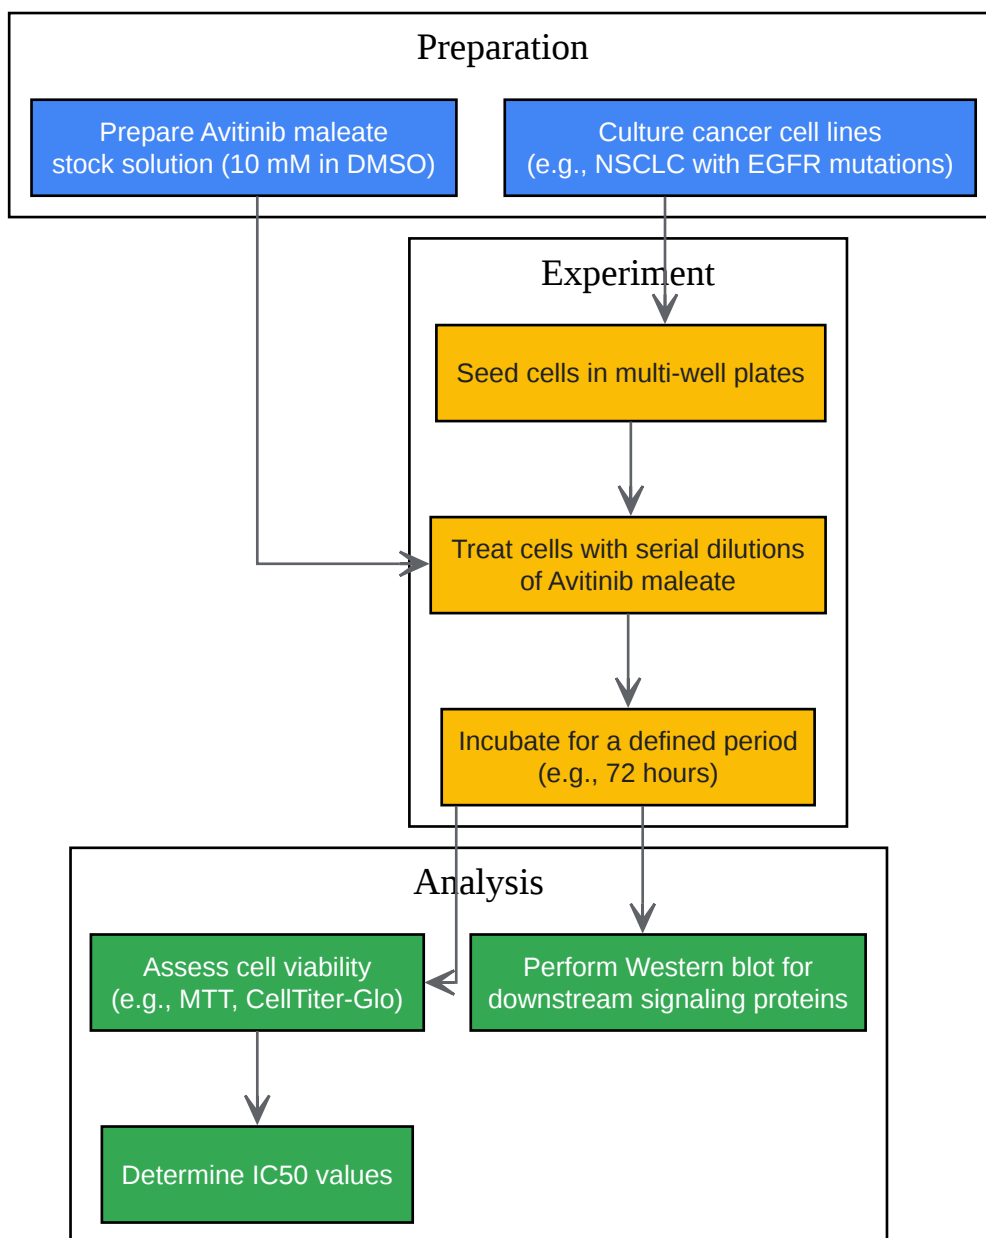 Preparation
Prepare Avitinib maleate
stock solution (10 mM in DMSO)
Culture cancer cell lines
(e.g., NSCLC with EGFR mutations)
Experiment
Seed cells in multi-well plates
Treat cells with serial dilutions
of Avitinib maleate
Incubate for a defined period
(e.g., 72 hours)
Analysis
Assess cell viability
(e.g., MTT, CellTiter-Glo)
Perform Western blot for
downstream signaling proteins
Determine IC50 values